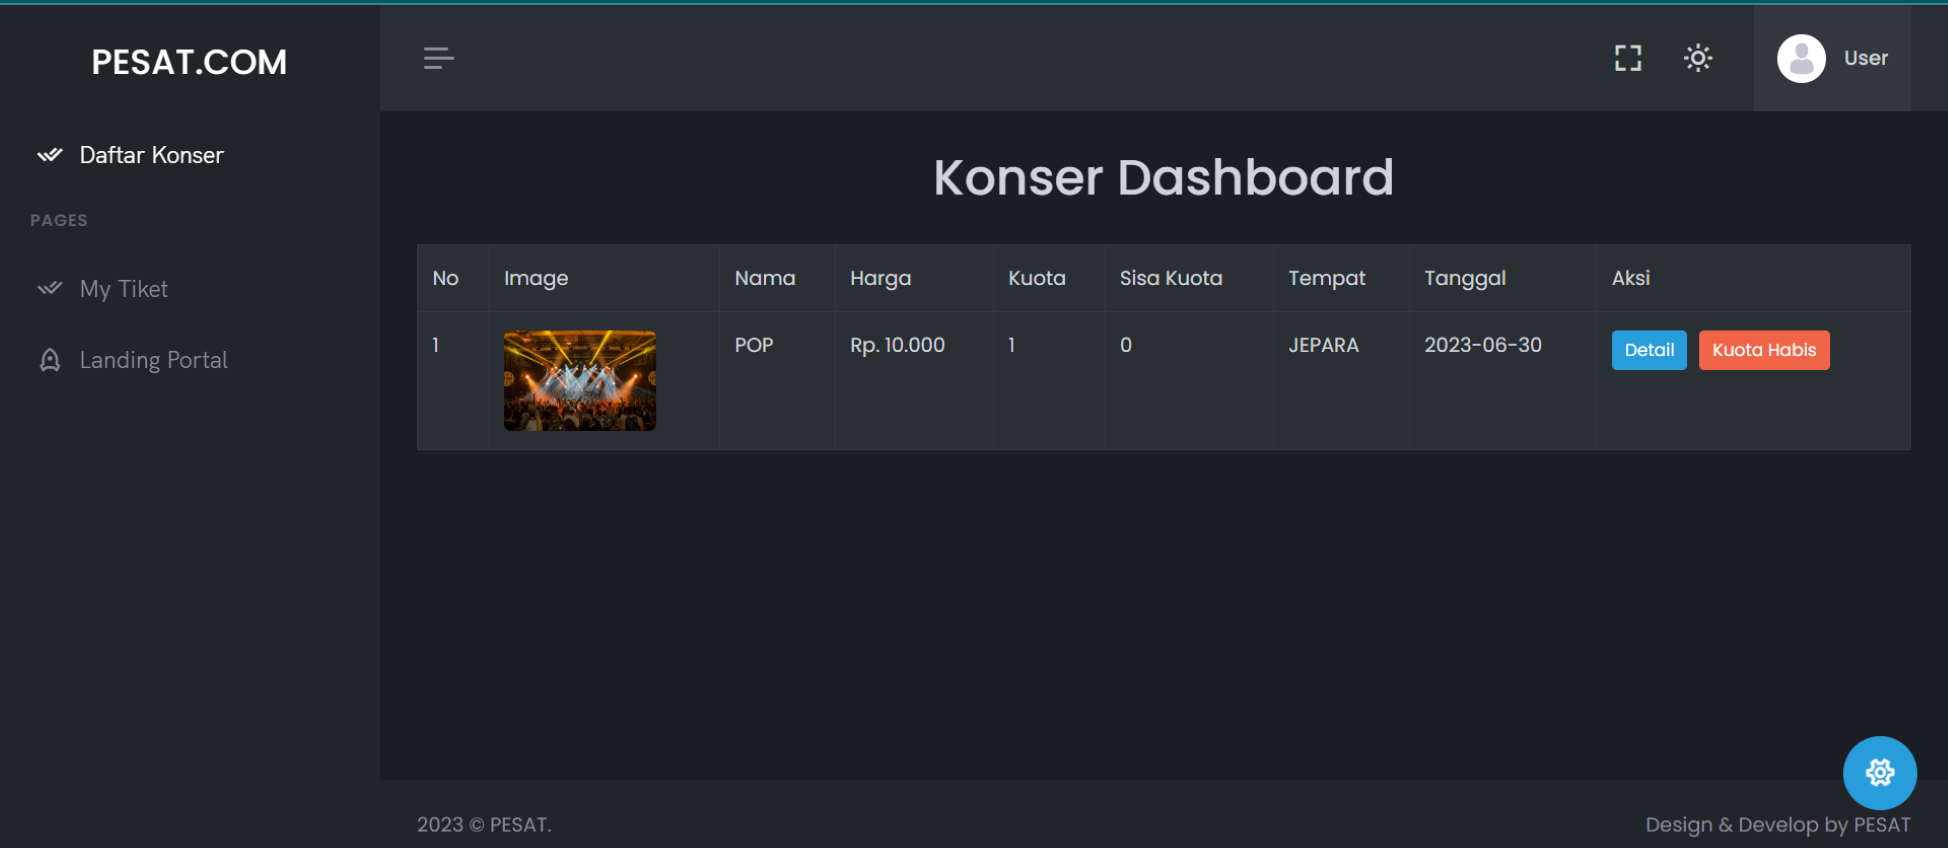 PESAT.COM
User
Daftar Konser
PAGES
My Tiket
Landing Portal
Konser Dashboard
No Image Nama Harga Kuota Sisa Kuota Tempat Tanggal Aksi
1 POP Rp. 10.000 1 0 JEPARA 2023-06-30 Detail Kuota Habis
2023 © PESAT.
Design & Develop by PESAT